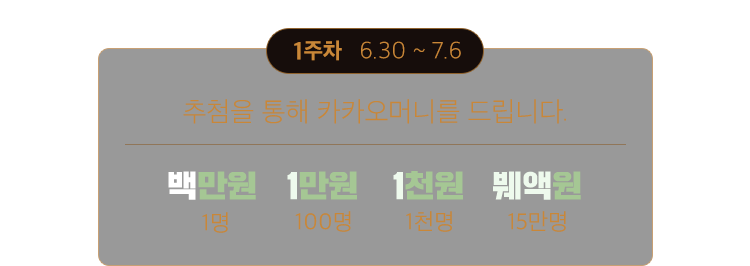 1주차 6.30 ~ 7.6
추첨을 통해 카카오머니를 드립니다
백만원 1만원 1천원 뷐액원
1명 100명 1천명 15만명